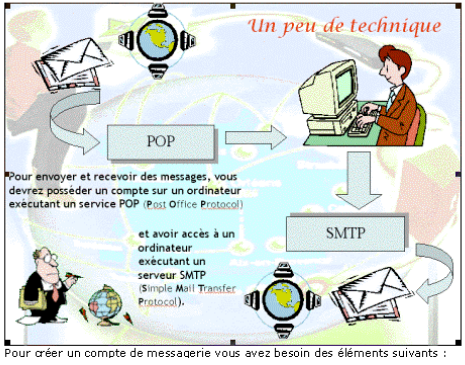 Un peu de technique
POP
Pour envoyer et recevoir des messages, vous
devrez posséder un compte sur un ordinateur
exécutant un service POP (Post Office Protocol)
SMTP
et avoir accès à un
ordinateur
exécutant un
serveur SMTP
(Simple Mail Transfer
Protocol).
Pour créer un compte de messagerie vous avez besoin des éléments suivants :